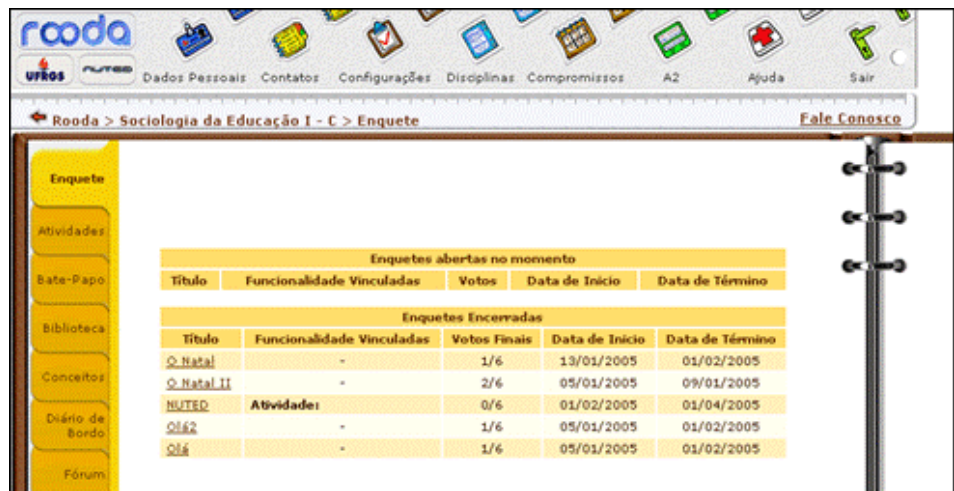 rooda
UFRGS NUTED Dados Pessoais Contatos Configurações Disciplinas Compromissos A2 Ajuda Sair
Rooda > Sociologia da Educação I - C > Enquete Fale Conosco
Enquete
Atividades
Bate-Papo
Biblioteca
Conceitos
Diário de
Bordo
Fórum
Enquetes abertas no momento
Título Funcionalidade Vinculadas Votos Data de Início Data de Término
Enquetes Encerradas
Título Funcionalidade Vinculadas Votos Finais Data de Início Data de Término
O Natal - 1/6 13/01/2005 01/02/2005
O Natal II - 2/6 05/01/2005 09/01/2005
NUTED Atividade: 0/6 01/02/2005 01/04/2005
Olá2 - 1/6 05/01/2005 01/02/2005
Olá - 1/6 05/01/2005 01/02/2005